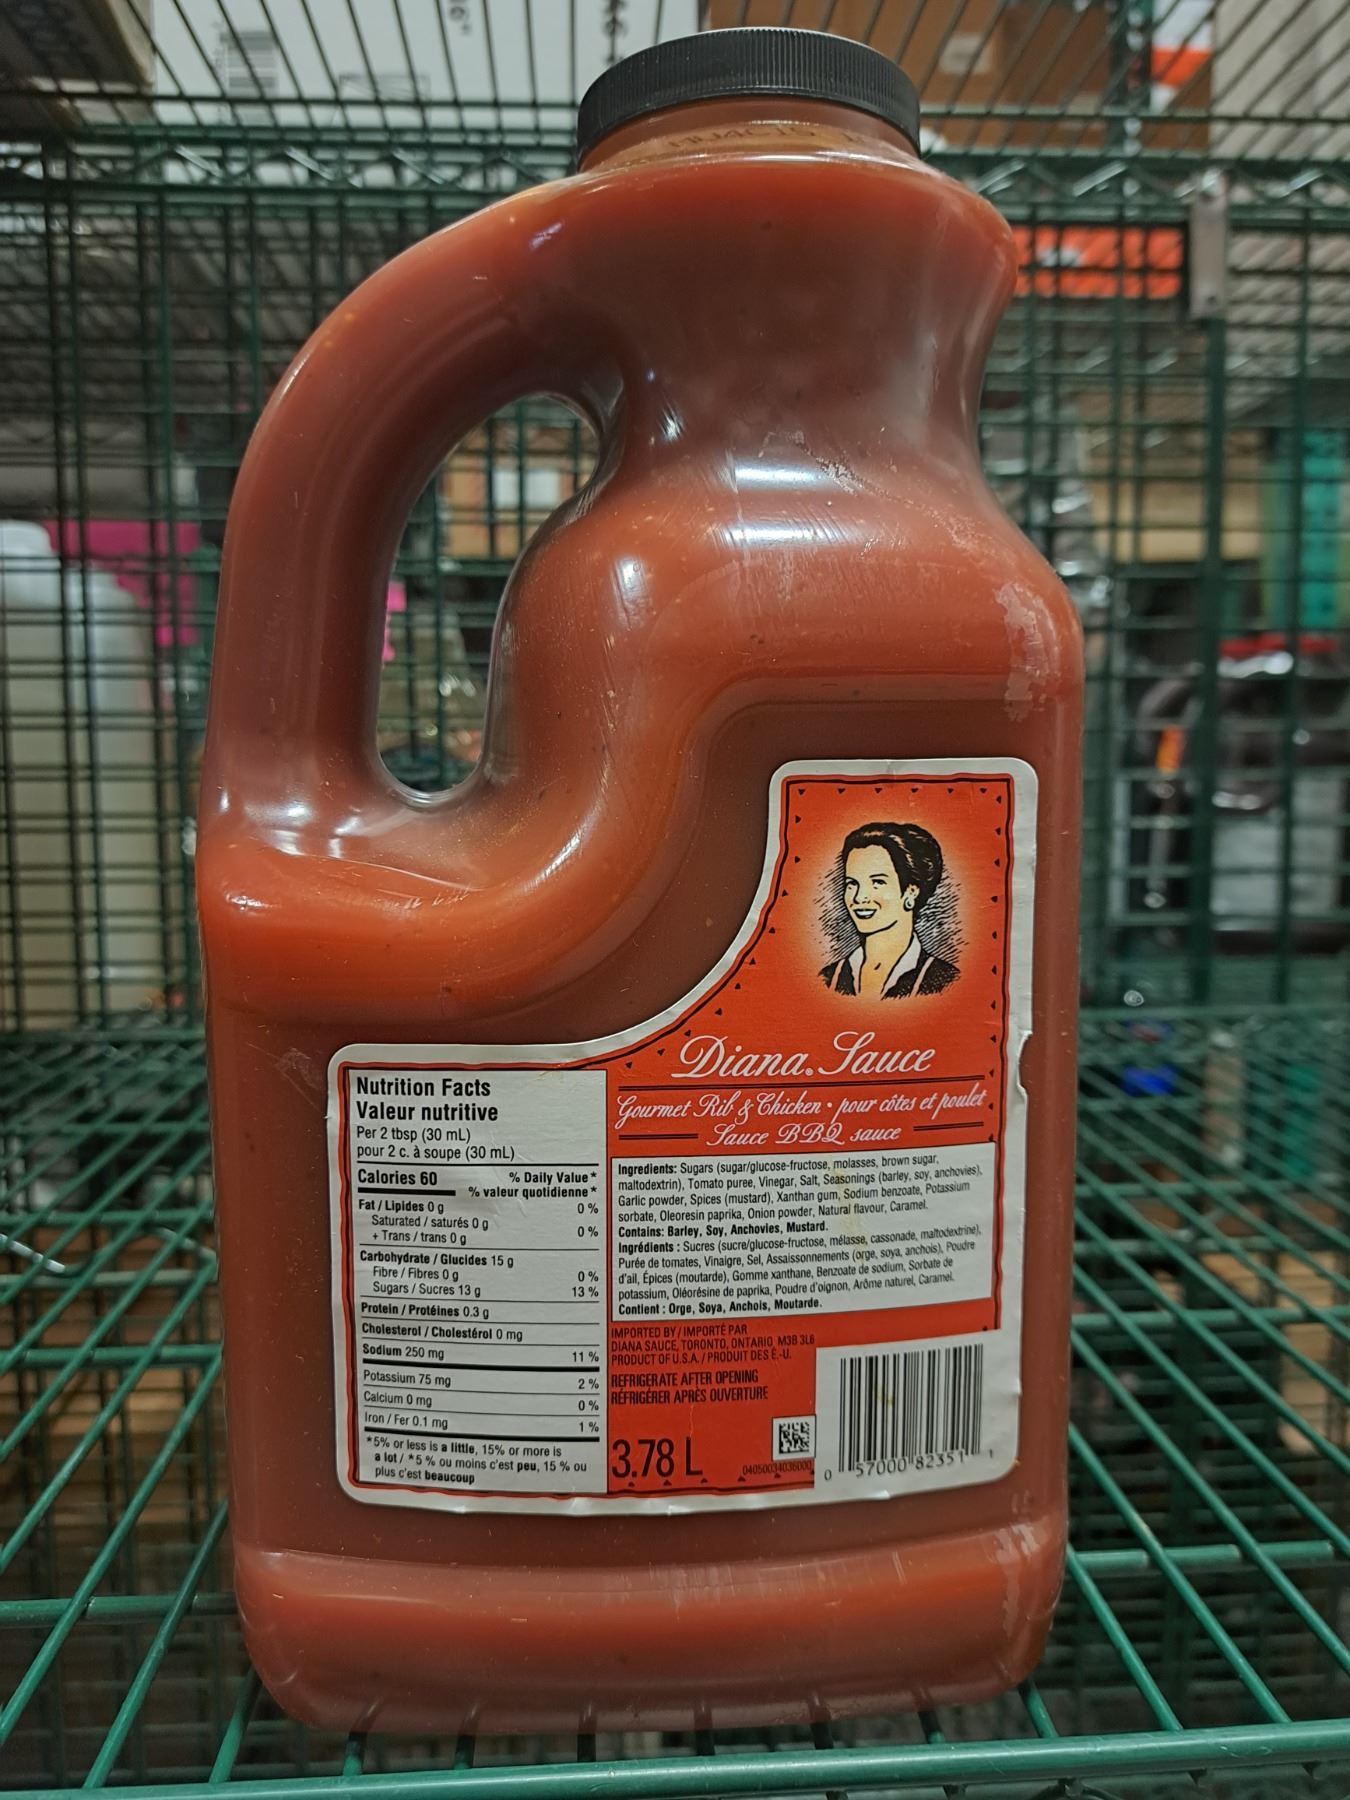 Diana. Sauce
Gourmet Rib & Chicken • pour côtes et poulet
Sauce BBQ sauce
Nutrition Facts
Valeur nutritive
Per 2 tbsp (30 mL)
pour 2 c. à soupe (30 mL)
Calories 60
% Daily Value*
% valeur quotidienne*
Fat / Lipides 0 g 0 %
Saturated / saturés 0 g
+ Trans / trans 0 g 0 %
Carbohydrate / Glucides 15 g
Fibre / Fibres 0 g 0 %
Sugars / Sucres 13 g 13 %
Protein / Protéines 0.3 g
Cholesterol / Cholestérol 0 mg
Sodium 250 mg 11 %
Potassium 75 mg 2 %
Calcium 0 mg 0 %
Iron / Fer 0.1 mg 1 %
*5% or less is a little, 15% or more is
a lot / *5 % ou moins c'est peu, 15 % ou
plus c'est beaucoup
Ingredients: Sugars (sugar/glucose-fructose, molasses, brown sugar,
maltodextrin), Tomato puree, Vinegar, Salt, Seasonings (barley, soy, anchovies),
Garlic powder, Spices (mustard), Xanthan gum, Sodium benzoate, Potassium
sorbate, Oleoresin paprika, Onion powder, Natural flavour, Caramel.
Contains: Barley, Soy, Anchovies, Mustard.
Ingrédients : Sucres (sucre/glucose-fructose, mélasse, cassonade, maltodextrine),
Purée de tomates, Vinaigre, Sel, Assaissonnements (orge, soya, anchois), Poudre
d'ail, Épices (moutarde), Gomme xanthane, Benzoate de sodium, Sorbate de
potassium, Oléorésine de paprika, Poudre d'oignon, Arôme naturel, Caramel.
Contient : Orge, Soya, Anchois, Moutarde.
IMPORTED BY / IMPORTÉ PAR
DIANA SAUCE, TORONTO, ONTARIO M3B 3L6
PRODUCT OF U.S.A. / PRODUIT DES É.-U.
REFRIGERATE AFTER OPENING
RÉFRIGÉRER APRÈS OUVERTURE
3.78 L
04050034036000
0 57000 82351 1